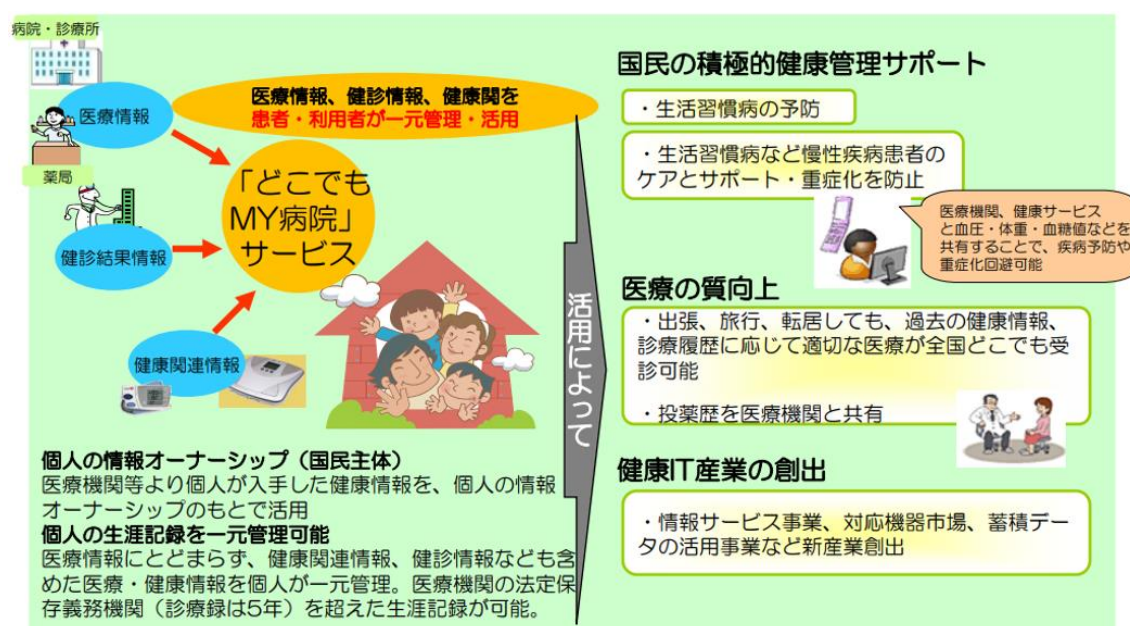 病院・診療所
医療情報
薬局
健診結果情報
健康関連情報
医療情報、健診情報、健康関を
患者・利用者が一元管理・活用
「どこでも
MY病院」
サービス
個人の情報オーナーシップ（国民主体）
医療機関等より個人が入手した健康情報を、個人の情報
オーナーシップのもとで活用
個人の生涯記録を一元管理可能
医療情報にとどまらず、健康関連情報、健診情報なども含
めた医療・健康情報を個人が一元管理。医療機関の法定保
存義務機関（診療録は5年）を超えた生涯記録が可能。
活用によって
国民の積極的健康管理サポート
・生活習慣病の予防
・生活習慣病など慢性疾病患者の
ケアとサポート・重症化を防止
医療機関、健康サービス
と血圧・体重・血糖値などを
共有することで、疾病予防や
重症化回避可能
医療の質向上
・出張、旅行、転居しても、過去の健康情報、
診療履歴に応じて適切な医療が全国どこでも受
診可能
・投薬歴を医療機関と共有
健康IT産業の創出
・情報サービス事業、対応機器市場、蓄積デー
タの活用事業など新産業創出